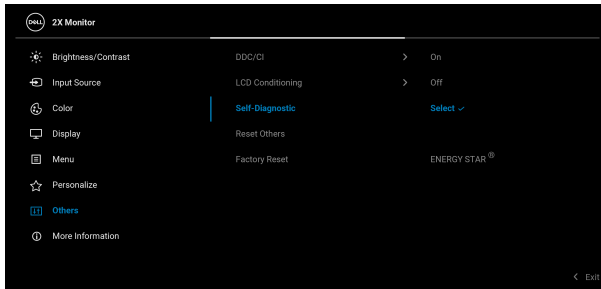 DELL 2X Monitor
Brightness/Contrast DDC/CI > On
Input Source LCD Conditioning > Off
Color Self-Diagnostic Select ✓
Display Reset Others
Menu Factory Reset ENERGY STAR ®
Personalize
Others
More Information
< Exit